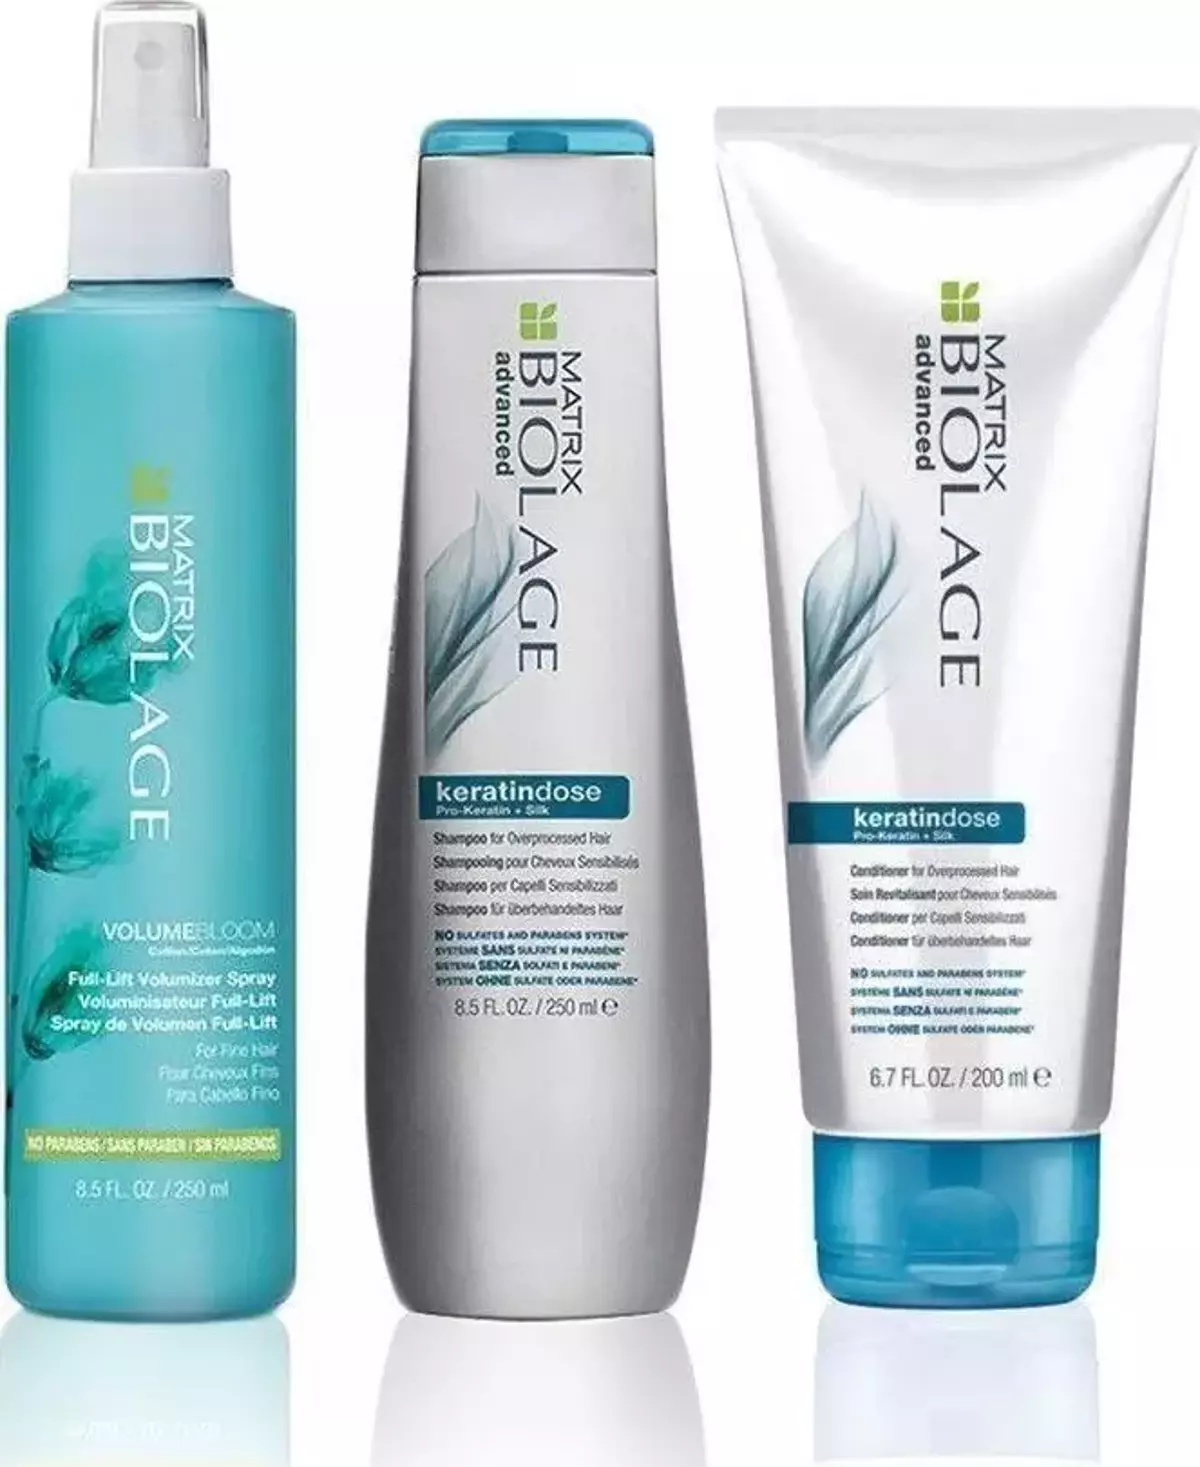 MATRIX
BIOLAGE
VOLUMEBLOOM
Cotton/Coton/Algodón
Full-Lift Volumizer Spray
Voluminisateur Full-Lift
Spray de Volumen Full-Lift
For Fine Hair
Pour Cheveux Fins
Para Cabello Fino
NO PARABENS / SANS PARABEN / SIN PARABENOS
8.5 FL. OZ. / 250 ml
MATRIX
BIOLAGE
advanced
keratindose
Pro-Keratin + Silk
Shampoo for Overprocessed Hair
Shampooing pour Cheveux Sensibilisés
Shampoo per Capelli Sensibilizzati
Shampoo für überbehandeltes Haar
NO SULFATES AND PARABENS SYSTEM*
SYSTÈME SANS SULFATE NI PARABÈNE*
SISTEMA SENZA SOLFATI E PARABENI*
SYSTEM OHNE SULFATE ODER PARABENE*
8.5 FL. OZ. / 250 ml ℮
MATRIX
BIOLAGE
advanced
keratindose
Pro-Keratin + Silk
Conditioner for Overprocessed Hair
Soin Revitalisant pour Cheveux Sensibilisés
Conditioner per Capelli Sensibilizzati
Conditioner für überbehandeltes Haar
NO SULFATES AND PARABENS SYSTEM*
SYSTÈME SANS SULFATE NI PARABÈNE*
SISTEMA SENZA SOLFATI E PARABENI*
SYSTEM OHNE SULFATE ODER PARABENE*
6.7 FL. OZ. / 200 ml ℮